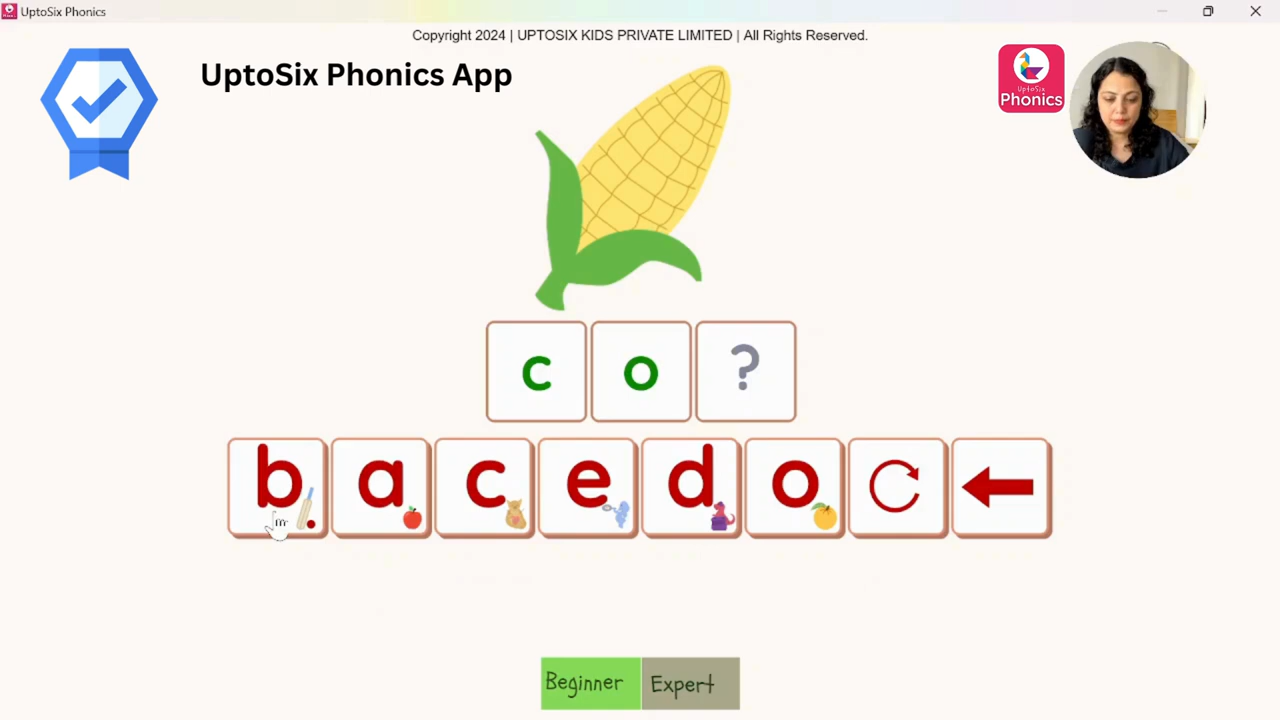 UptoSix Phonics
Copyright 2024 | UPTOSIX KIDS PRIVATE LIMITED | All Rights Reserved.
UptoSix Phonics App
UptoSix
Phonics
c o ?
b a c e d o
Beginner Expert